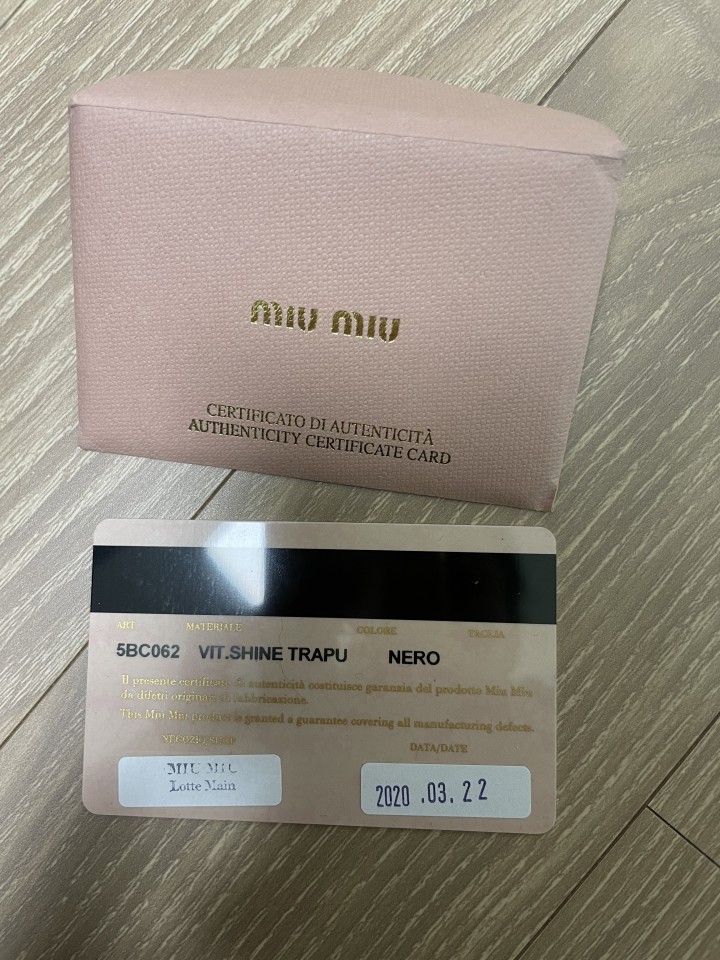 MIU MIU
CERTIFICATO DI AUTENTICITÀ
AUTHENTICITY CERTIFICATE CARD
ART MATERIALE COLORE TAGLIA
5BC062 VIT.SHINE TRAPU NERO
Il presente certificato di autenticità costituisce garanzia del prodotto Miu Miu
da difetti originari di fabbricazione.
This Miu Miu product is granted a guarantee covering all manufacturing defects.
DATA/DATE
MIU MIU
Lotte Main
2020 .03. 22